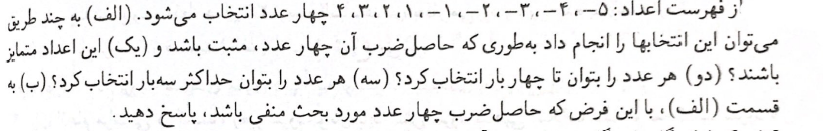 از فهرست اعداد: ۵-، ۴-، ۳-، ۲-، ۱-، ۱، ۲، ۳، ۴ چهار عدد انتخاب می‌شود. (الف) به چند طریق
می‌توان این انتخابها را انجام داد به‌طوری که حاصل‌ضرب آن چهار عدد، مثبت باشد و (یک) این اعداد متمایز
باشند؟ (دو) هر عدد را بتوان تا چهار بار انتخاب کرد؟ (سه) هر عدد را بتوان حداکثر سه‌بار انتخاب کرد؟ (ب) به
قسمت (الف)، با این فرض که حاصل‌ضرب چهار عدد مورد بحث منفی باشد، پاسخ دهید.